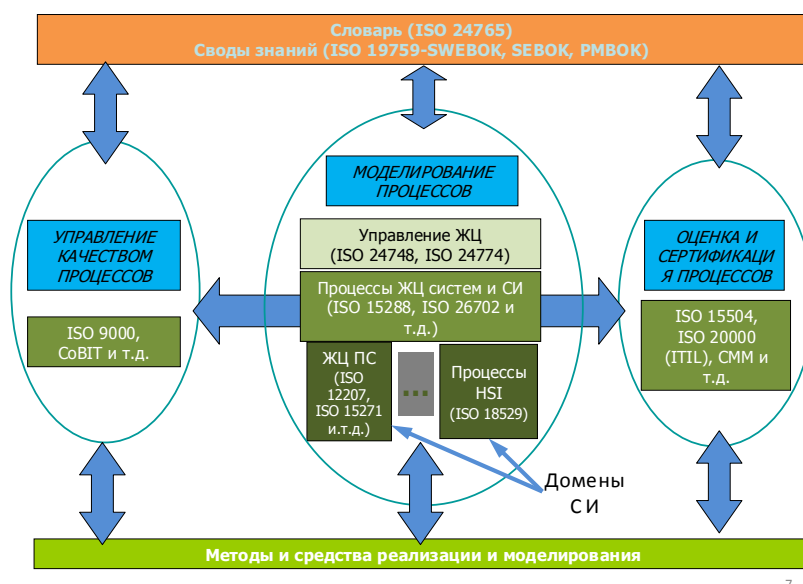 Словарь (ISO 24765)
Своды знаний (ISO 19759-SWEBOK, SEBOK, PMBOK)
МОДЕЛИРОВАНИЕ
ПРОЦЕССОВ
УПРАВЛЕНИЕ
КАЧЕСТВОМ
ПРОЦЕССОВ
ISO 9000,
CoBIT и т.д.
Управление ЖЦ
(ISO 24748, ISO 24774)
Процессы ЖЦ систем и СИ
(ISO 15288, ISO 26702 и
т.д.)
ЖЦ ПС
(ISO
12207,
ISO 15271
и.т.д.)
...
Процессы
HSI
(ISO 18529)
ОЦЕНКА И
СЕРТИФИКАЦИ
Я ПРОЦЕССОВ
ISO 15504,
ISO 20000
(ITIL), CMM и
т.д.
Домены
СИ
Методы и средства реализации и моделирования
7